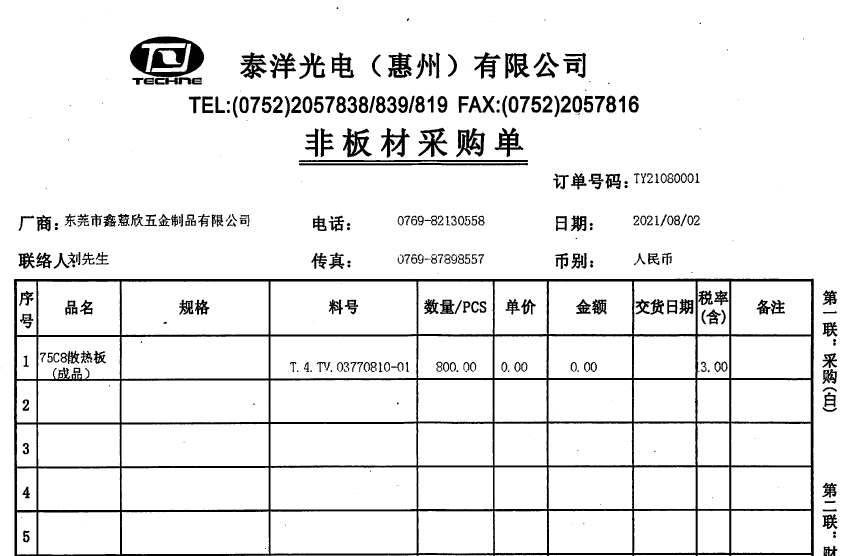 TECHNE
泰洋光电（惠州）有限公司
TEL:(0752)2057838/839/819 FAX:(0752)2057816
非板材采购单
订单号码: TY21080001
厂商: 东莞市鑫慧欣五金制品有限公司 电话: 0769-82130558 日期: 2021/08/02
联络人 刘先生 传真: 0769-87898557 币别: 人民币
序号 品名 规格 料号 数量/PCS 单价 金额 交货日期 税率(含) 备注
1 75C8散热板(成品) T.4.TV.03770810-01 800.00 0.00 0.00 3.00
2
3
4
5
第一联：采购(白)
第二联：财